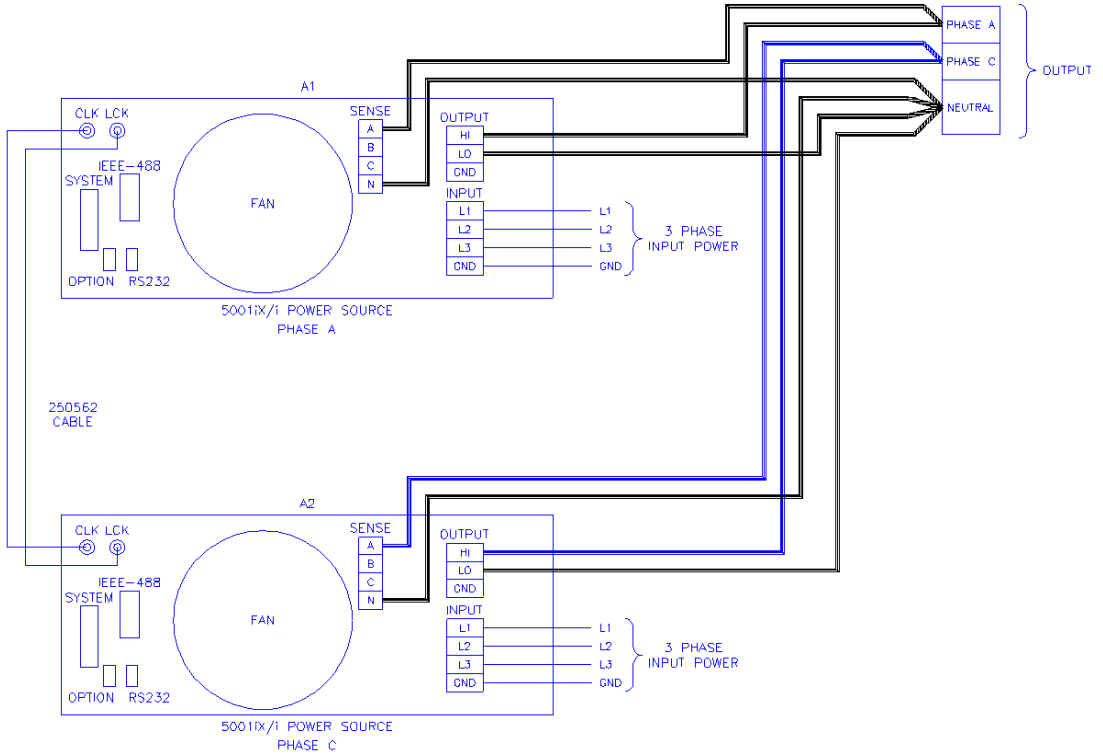 PHASE A
PHASE C
OUTPUT
NEUTRAL
A1
CLK LCK
SENSE
A
B
C
N
OUTPUT
HI
LO
GND
IEEE-488
SYSTEM
FAN
INPUT
L1
L2
L3
GND
L1
L2
L3
GND
3 PHASE
INPUT POWER
OPTION RS232
5001iX/i POWER SOURCE
PHASE A
250562
CABLE
A2
CLK LCK
SENSE
A
B
C
N
OUTPUT
HI
LO
GND
IEEE-488
SYSTEM
FAN
INPUT
L1
L2
L3
GND
L1
L2
L3
GND
3 PHASE
INPUT POWER
OPTION RS232
5001iX/i POWER SOURCE
PHASE C